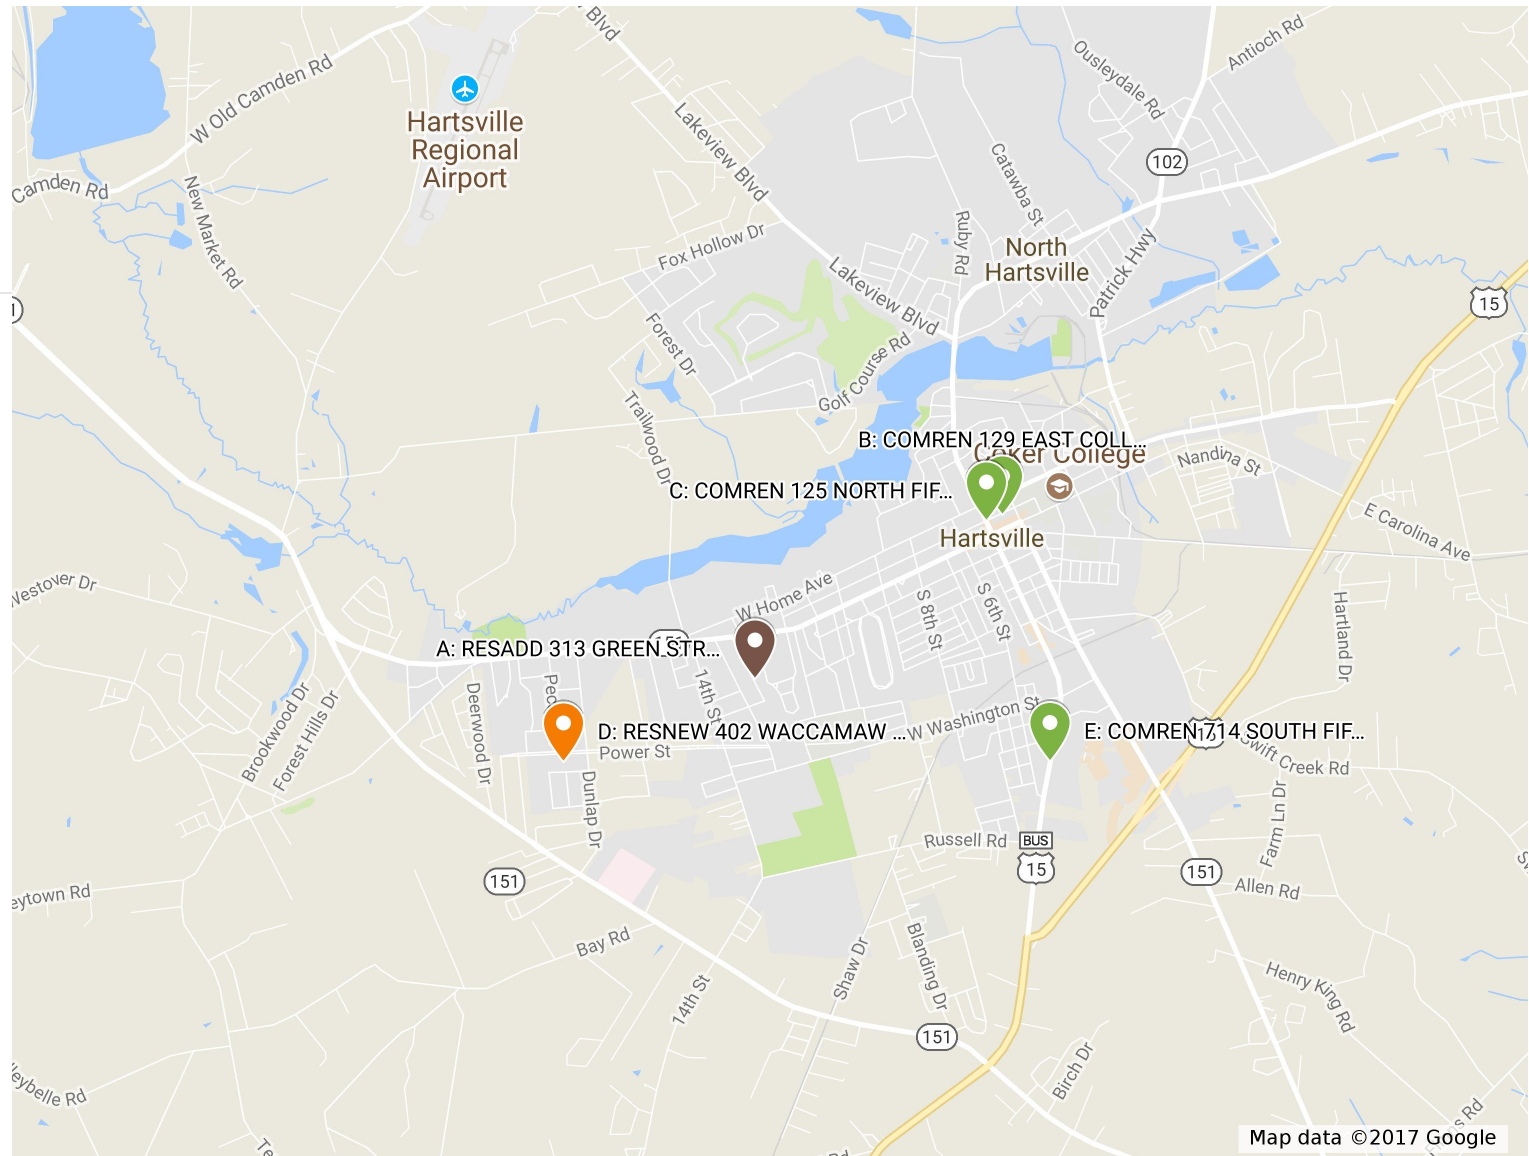 Blvd
Antioch Rd
Ousleydale Rd
W Old Camden Rd
Hartsville
Regional
Airport
Lakeview Blvd
102
Catawba St
Camden Rd
New Market Rd
Fox Hollow Dr
Ruby Rd
North
Hartsville
Patrick Hwy
Lakeview Blvd
15
1
Forest Dr
Golf Course Rd
Trailwood Dr
B: COMREN 129 EAST COLL...
Coker College
Nandina St
C: COMREN 125 NORTH FIF...
E Carolina Ave
Hartsville
Westover Dr
W Home Ave
S 8th St
S 6th St
Hartland Dr
151
A: RESADD 313 GREEN STR...
14th St
Deerwood Dr
Brookwood Dr
Forest Hills Dr
D: RESNEW 402 WACCAMAW ...
W Washington St
E: COMREN 714 SOUTH FIF...
Power St
Swift Creek Rd
Dunlap Dr
Farm Ln Dr
Russell Rd
BUS
15
151
151
Allen Rd
eytown Rd
Bay Rd
Shaw Dr
Blanding Dr
14th St
Henry King Rd
151
Birch Dr
leybelle Rd
Map data ©2017 Google